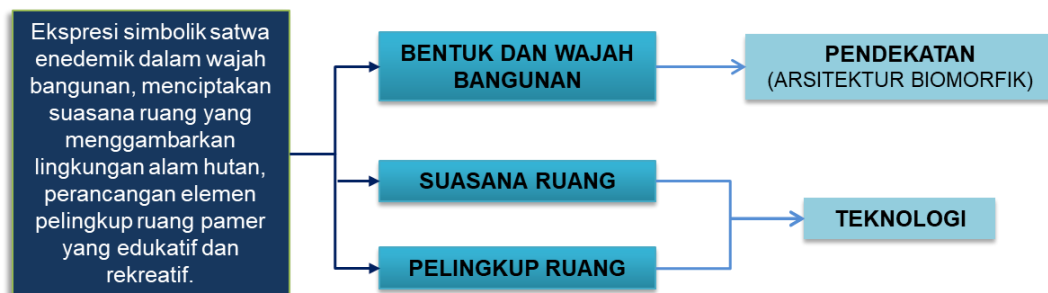 Ekspresi simbolik satwa
enedemik dalam wajah
bangunan, menciptakan
suasana ruang yang
menggambarkan
lingkungan alam hutan,
perancangan elemen
pelingkup ruang pamer
yang edukatif dan
rekreatif.
BENTUK DAN WAJAH
BANGUNAN
PENDEKATAN
(ARSITEKTUR BIOMORFIK)
SUASANA RUANG
TEKNOLOGI
PELINGKUP RUANG